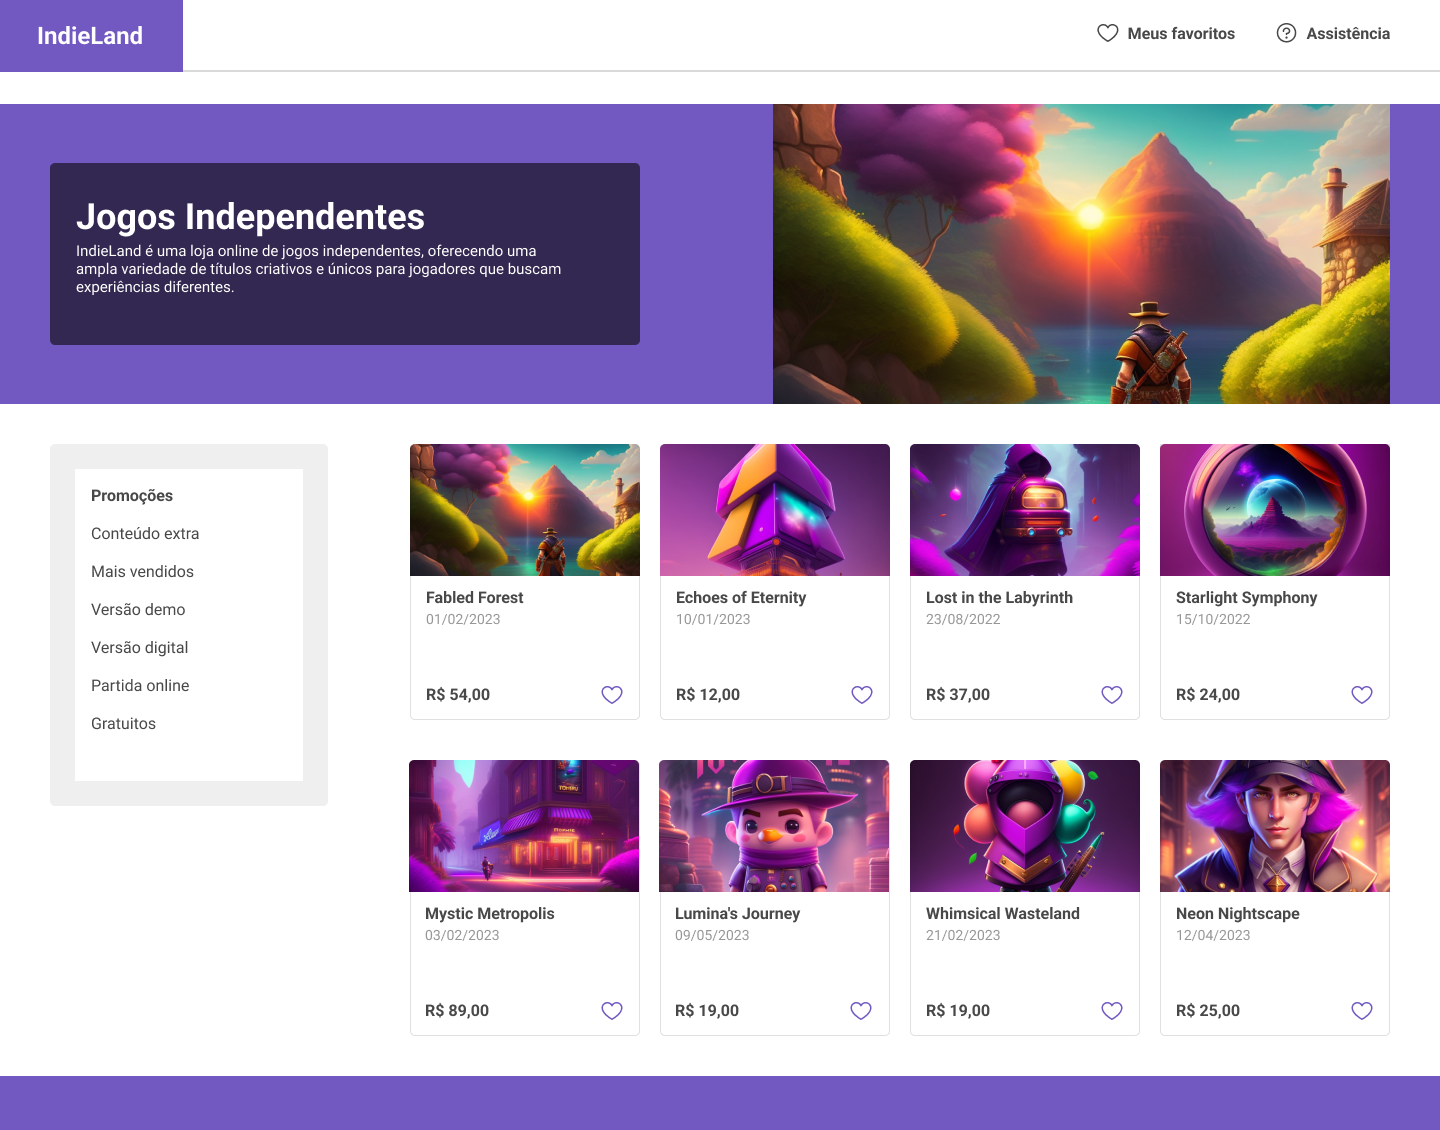 IndieLand
Meus favoritos
Assistência
Jogos Independentes
IndieLand é uma loja online de jogos independentes, oferecendo uma
ampla variedade de títulos criativos e únicos para jogadores que buscam
experiências diferentes.
Promoções
Conteúdo extra
Mais vendidos
Versão demo
Versão digital
Partida online
Gratuitos
Fabled Forest
01/02/2023
R$ 54,00
Echoes of Eternity
10/01/2023
R$ 12,00
Lost in the Labyrinth
23/08/2022
R$ 37,00
Starlight Symphony
15/10/2022
R$ 24,00
Mystic Metropolis
03/02/2023
R$ 89,00
Lumina's Journey
09/05/2023
R$ 19,00
Whimsical Wasteland
21/02/2023
R$ 19,00
Neon Nightscape
12/04/2023
R$ 25,00